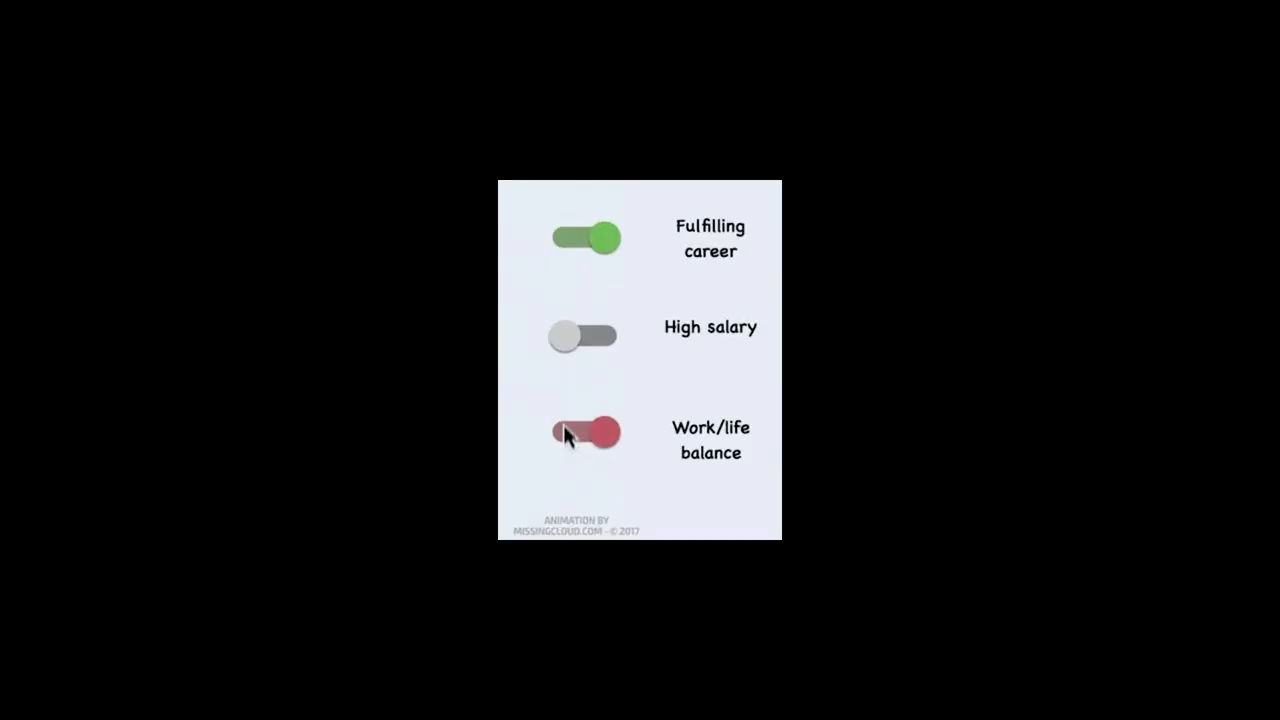 Fulfilling
career
High salary
Work/life
balance
ANIMATION BY
MISSINGCLOUD.COM - © 2017